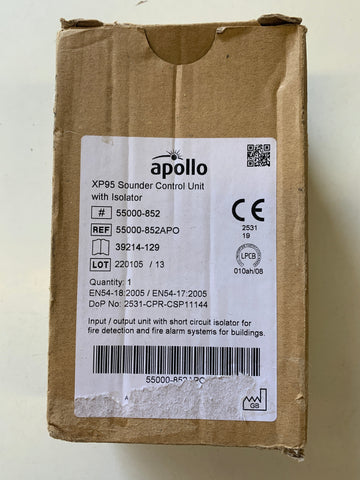 apollo
XP95 Sounder Control Unit
with Isolator
# 55000-852
REF 55000-852APO
39214-129
LOT 220105 / 13
CE
2531
19
LPCB
010ah/08
Quantity: 1
EN54-18:2005 / EN54-17:2005
DoP No: 2531-CPR-CSP11144
Input / output unit with short circuit isolator for
fire detection and fire alarm systems for buildings.
55000-852APO
A
GB